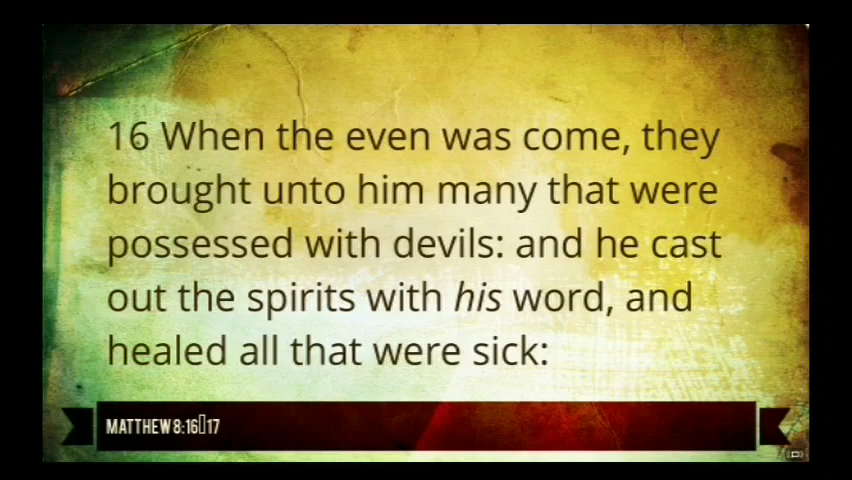 16 When the even was come, they
brought unto him many that were
possessed with devils: and he cast
out the spirits with his word, and
healed all that were sick:
MATTHEW 8:16▯17